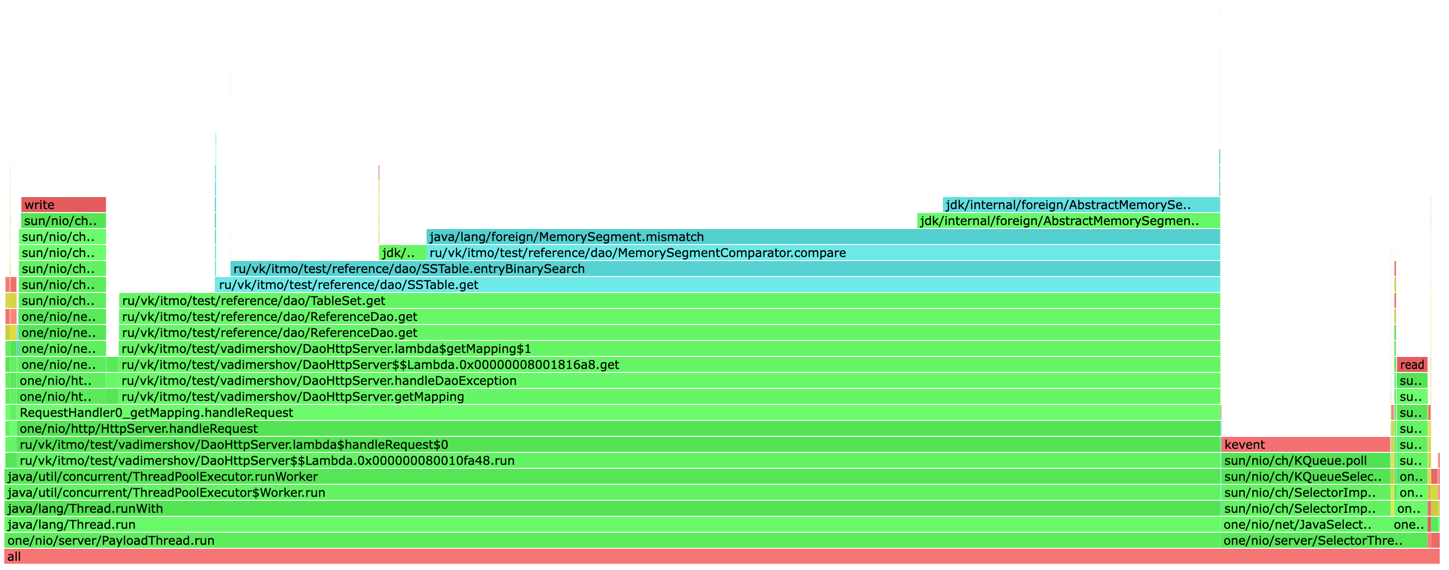 write
jdk/internal/foreign/AbstractMemorySe..
sun/nio/ch..
jdk/internal/foreign/AbstractMemorySegmen..
sun/nio/ch..
java/lang/foreign/MemorySegment.mismatch
sun/nio/ch..
jdk/..
ru/vk/itmo/test/reference/dao/MemorySegmentComparator.compare
sun/nio/ch..
ru/vk/itmo/test/reference/dao/SSTable.entryBinarySearch
sun/nio/ch..
ru/vk/itmo/test/reference/dao/SSTable.get
sun/nio/ch..
ru/vk/itmo/test/reference/dao/TableSet.get
one/nio/ne..
ru/vk/itmo/test/reference/dao/ReferenceDao.get
one/nio/ne..
ru/vk/itmo/test/reference/dao/ReferenceDao.get
one/nio/ne..
ru/vk/itmo/test/vadimershov/DaoHttpServer.lambda$getMapping$1
one/nio/ne..
ru/vk/itmo/test/vadimershov/DaoHttpServer$$Lambda.0x00000008001816a8.get
read
one/nio/ht..
ru/vk/itmo/test/vadimershov/DaoHttpServer.handleDaoException
su..
one/nio/ht..
ru/vk/itmo/test/vadimershov/DaoHttpServer.getMapping
su..
RequestHandler0_getMapping.handleRequest
su..
one/nio/http/HttpServer.handleRequest
su..
ru/vk/itmo/test/vadimershov/DaoHttpServer.lambda$handleRequest$0
kevent
su..
ru/vk/itmo/test/vadimershov/DaoHttpServer$$Lambda.0x000000080010fa48.run
sun/nio/ch/KQueue.poll
su..
java/util/concurrent/ThreadPoolExecutor.runWorker
sun/nio/ch/KQueueSelec..
on..
java/util/concurrent/ThreadPoolExecutor$Worker.run
sun/nio/ch/SelectorImp..
on..
java/lang/Thread.runWith
sun/nio/ch/SelectorImp..
on..
java/lang/Thread.run
one/nio/net/JavaSelect..
one..
one/nio/server/PayloadThread.run
one/nio/server/SelectorThre..
all